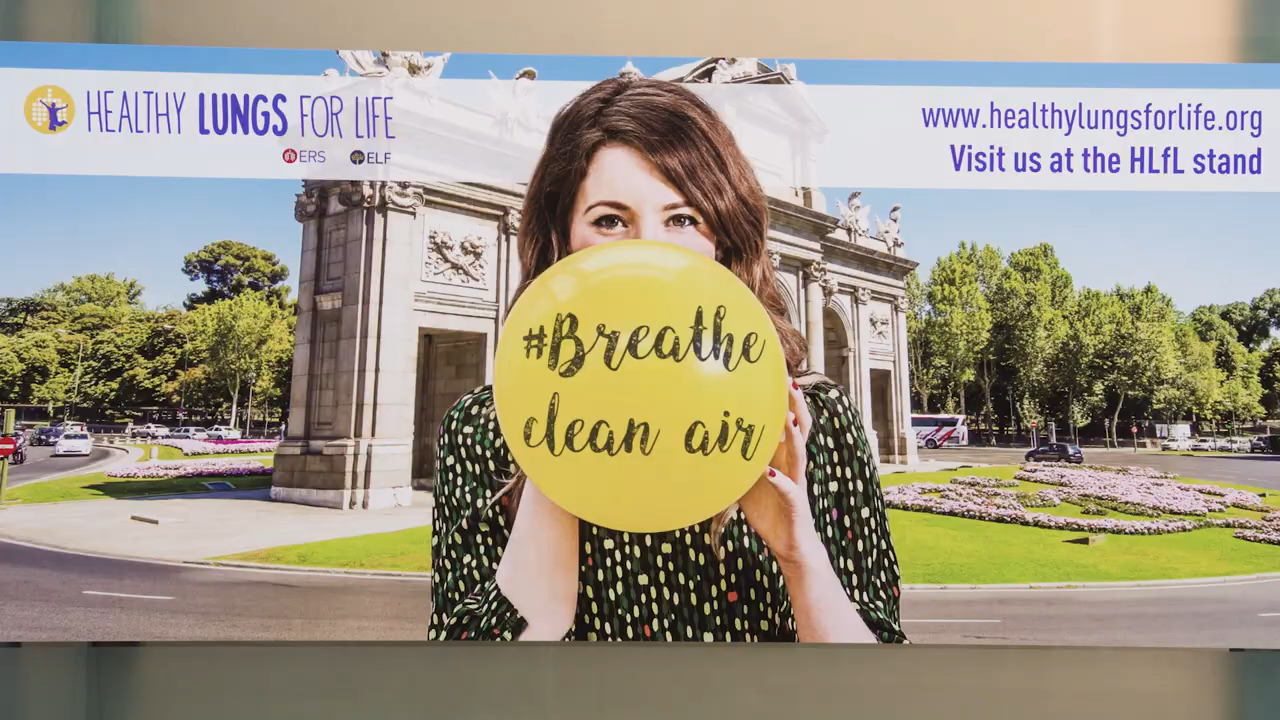 HEALTHY LUNGS FOR LIFE
ERS ELF
www.healthylungsforlife.org
Visit us at the HLfL stand
#Breathe
clean air